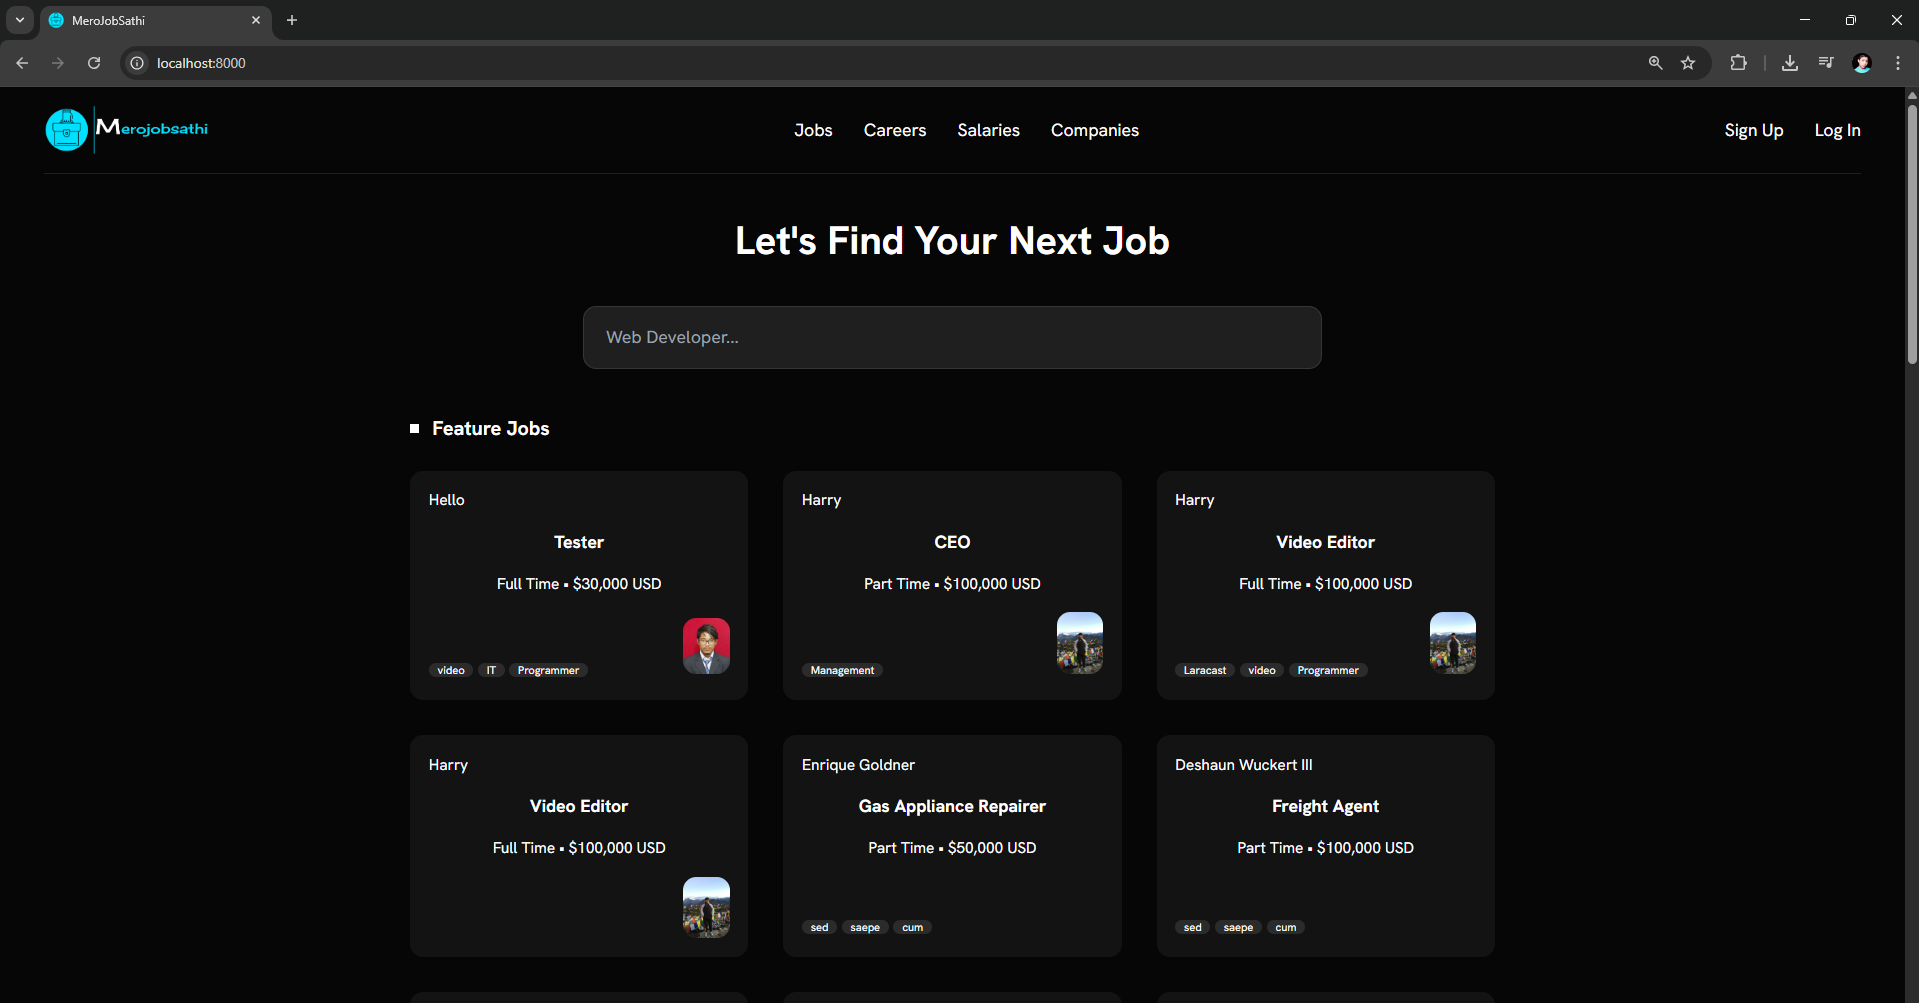 MeroJobSathi
localhost:8000
Merojobsathi
Jobs Careers Salaries Companies
Sign Up Log In
Let's Find Your Next Job
Web Developer...
Feature Jobs
Hello
Tester
Full Time • $30,000 USD
video IT Programmer
Harry
CEO
Part Time • $100,000 USD
Management
Harry
Video Editor
Full Time • $100,000 USD
Laracast video Programmer
Harry
Video Editor
Full Time • $100,000 USD
Enrique Goldner
Gas Appliance Repairer
Part Time • $50,000 USD
sed saepe cum
Deshaun Wuckert III
Freight Agent
Part Time • $100,000 USD
sed saepe cum